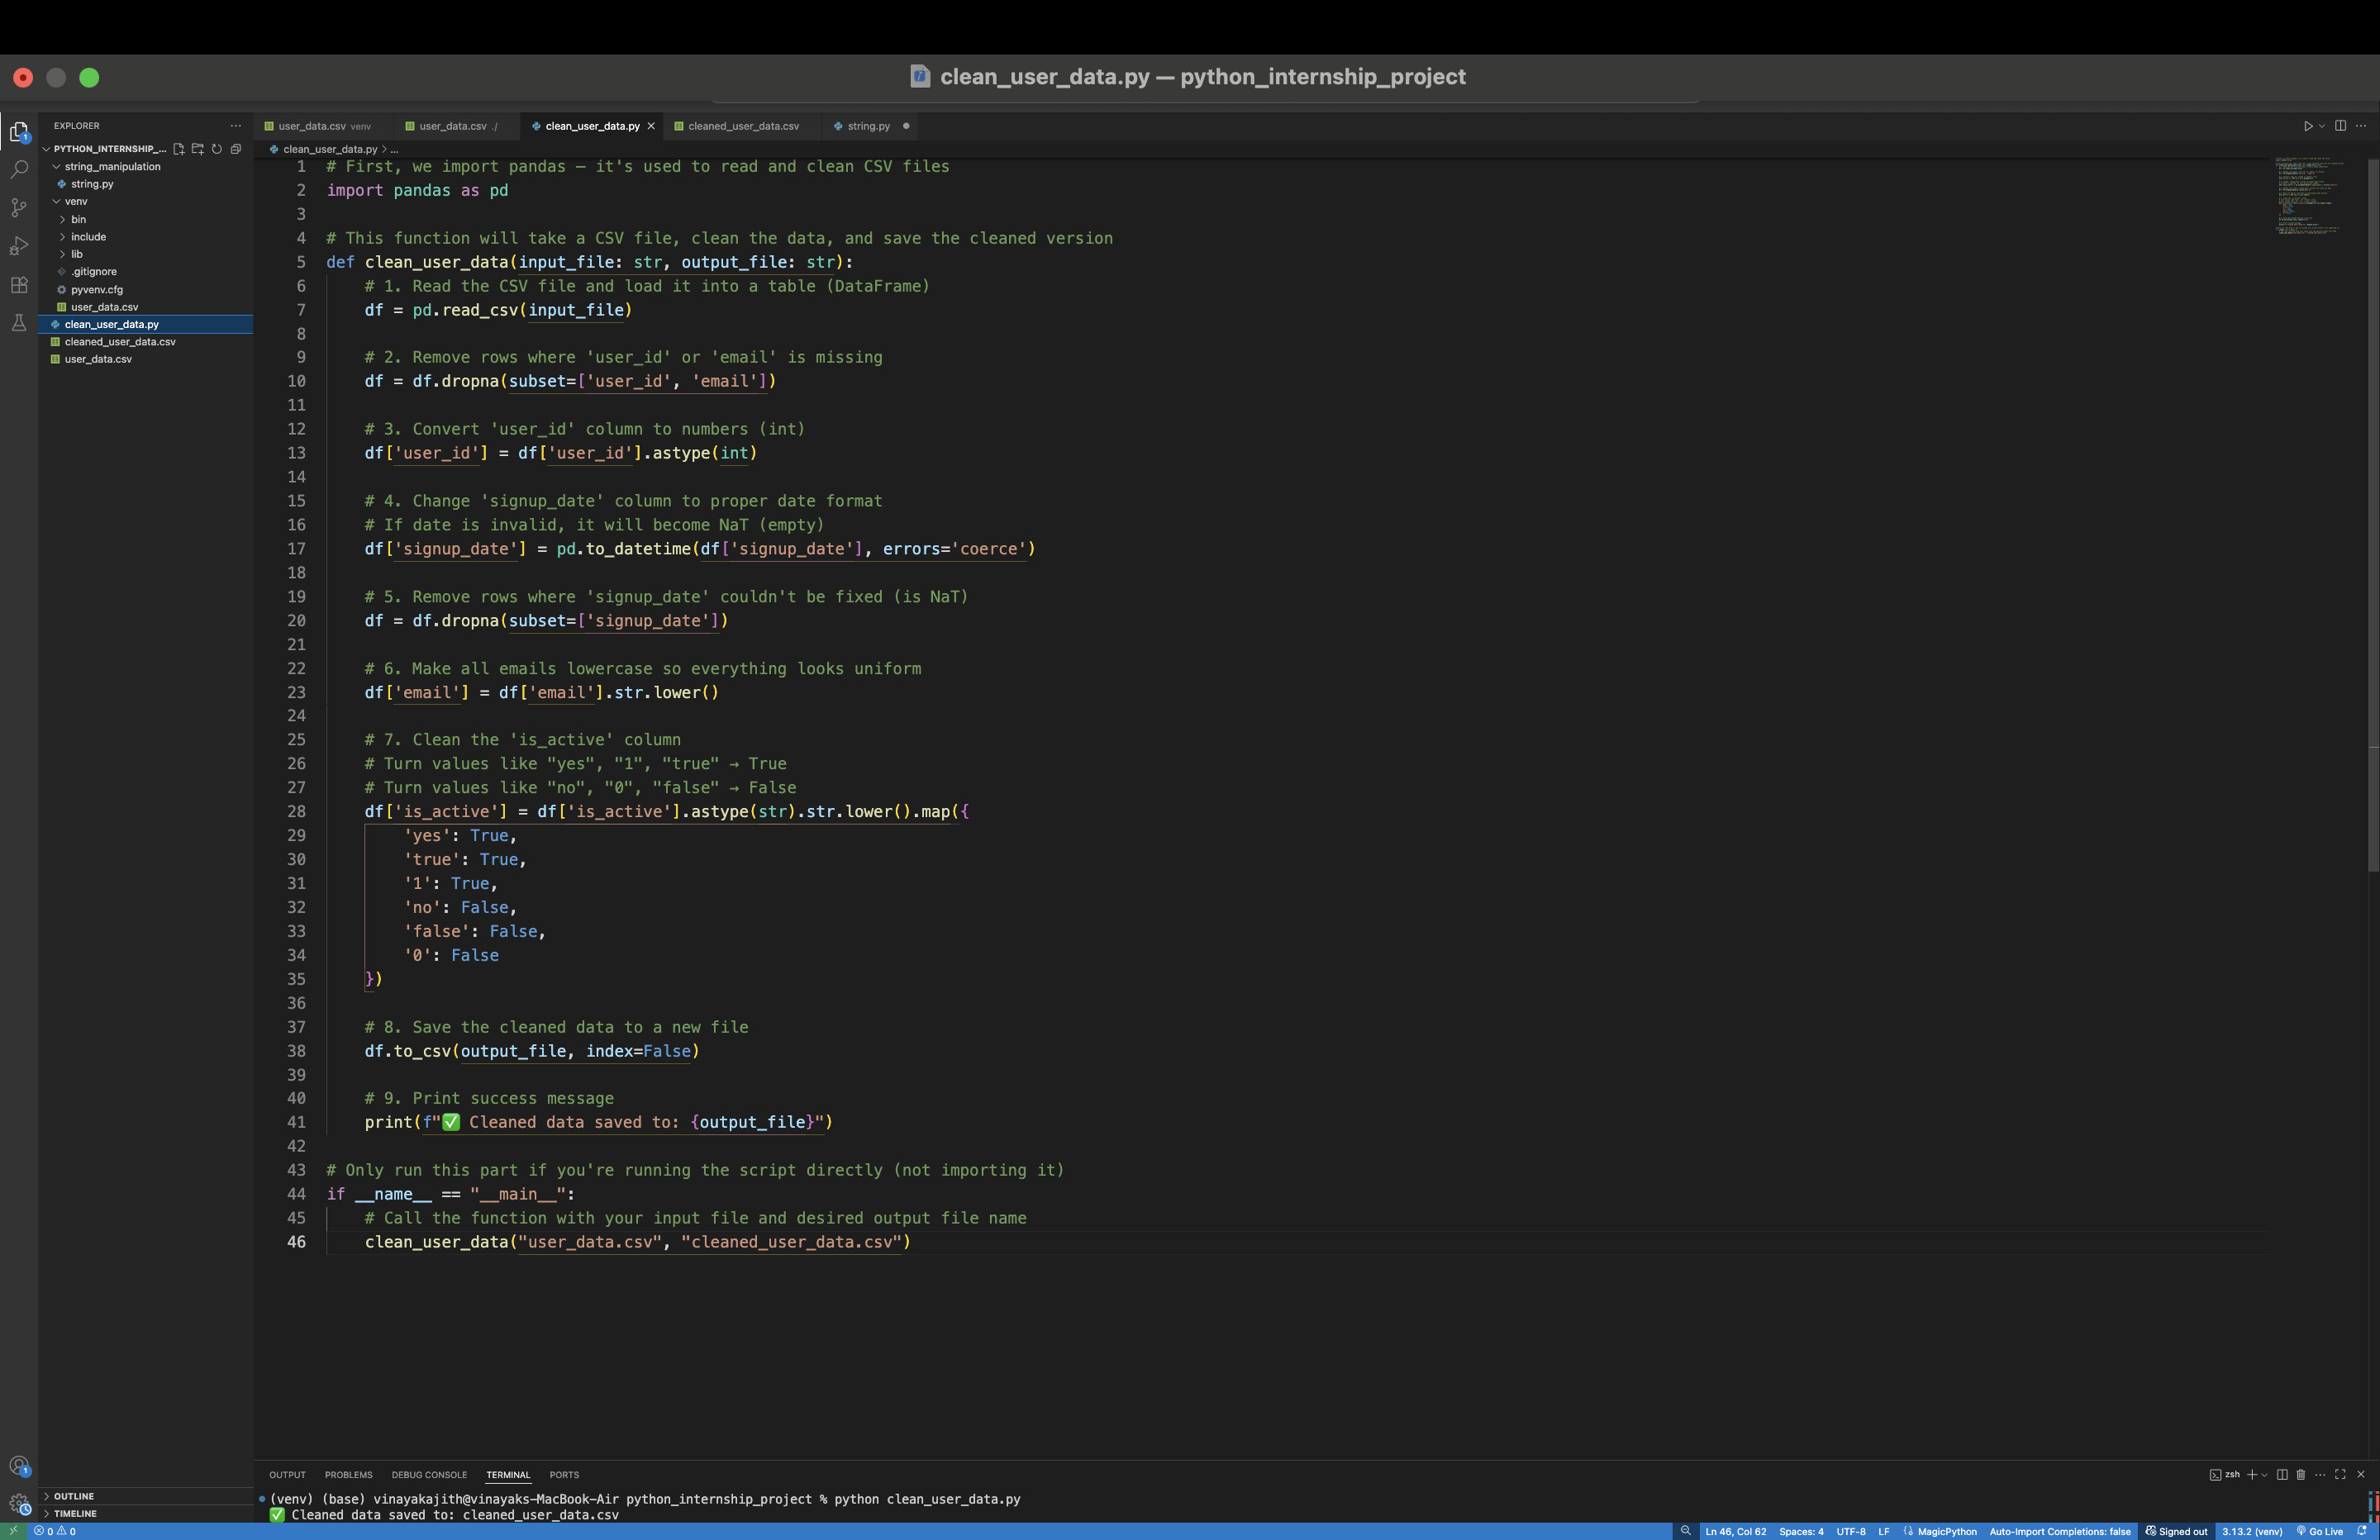 clean_user_data.py — python_internship_project
EXPLORER
PYTHON_INTERNSHIP_...
string_manipulation
string.py
venv
bin
include
lib
.gitignore
pyvenv.cfg
user_data.csv
clean_user_data.py
cleaned_user_data.csv
user_data.csv
OUTLINE
TIMELINE
user_data.csv venv
user_data.csv ./
clean_user_data.py
cleaned_user_data.csv
string.py
clean_user_data.py > ...
1 # First, we import pandas – it's used to read and clean CSV files
2 import pandas as pd
3
4 # This function will take a CSV file, clean the data, and save the cleaned version
5 def clean_user_data(input_file: str, output_file: str):
6     # 1. Read the CSV file and load it into a table (DataFrame)
7     df = pd.read_csv(input_file)
8
9     # 2. Remove rows where 'user_id' or 'email' is missing
10     df = df.dropna(subset=['user_id', 'email'])
11
12     # 3. Convert 'user_id' column to numbers (int)
13     df['user_id'] = df['user_id'].astype(int)
14
15     # 4. Change 'signup_date' column to proper date format
16     # If date is invalid, it will become NaT (empty)
17     df['signup_date'] = pd.to_datetime(df['signup_date'], errors='coerce')
18
19     # 5. Remove rows where 'signup_date' couldn't be fixed (is NaT)
20     df = df.dropna(subset=['signup_date'])
21
22     # 6. Make all emails lowercase so everything looks uniform
23     df['email'] = df['email'].str.lower()
24
25     # 7. Clean the 'is_active' column
26     # Turn values like "yes", "1", "true" → True
27     # Turn values like "no", "0", "false" → False
28     df['is_active'] = df['is_active'].astype(str).str.lower().map({
29         'yes': True,
30         'true': True,
31         '1': True,
32         'no': False,
33         'false': False,
34         '0': False
35     })
36
37     # 8. Save the cleaned data to a new file
38     df.to_csv(output_file, index=False)
39
40     # 9. Print success message
41     print(f"✅ Cleaned data saved to: {output_file}")
42
43 # Only run this part if you're running the script directly (not importing it)
44 if __name__ == "__main__":
45     # Call the function with your input file and desired output file name
46     clean_user_data("user_data.csv", "cleaned_user_data.csv")
OUTPUT PROBLEMS DEBUG CONSOLE TERMINAL PORTS
zsh
(venv) (base) vinayakajith@vinayaks-MacBook-Air python_internship_project % python clean_user_data.py
✅ Cleaned data saved to: cleaned_user_data.csv
0 0
Ln 46, Col 62 Spaces: 4 UTF-8 LF MagicPython Auto-Import Completions: false Signed out 3.13.2 (venv) Go Live